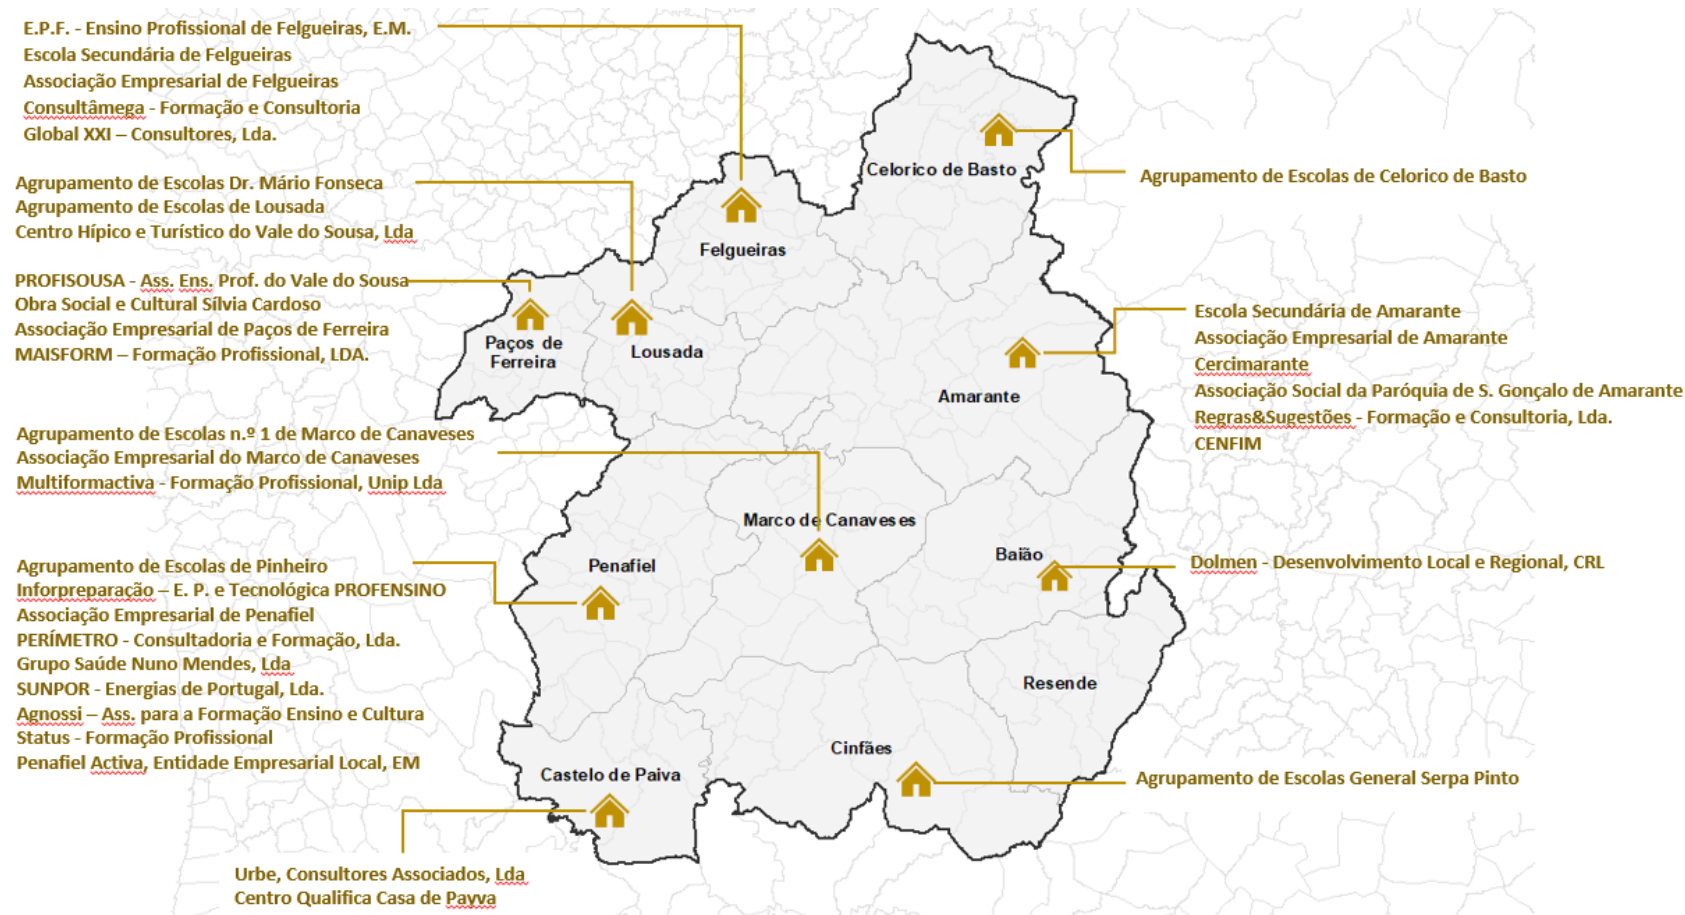 E.P.F. - Ensino Profissional de Felgueiras, E.M.
Escola Secundária de Felgueiras
Associação Empresarial de Felgueiras
Consultâmega - Formação e Consultoria
Global XXI – Consultores, Lda.
Agrupamento de Escolas Dr. Mário Fonseca
Agrupamento de Escolas de Lousada
Centro Hípico e Turístico do Vale do Sousa, Lda
PROFISOUSA - Ass. Ens. Prof. do Vale do Sousa
Obra Social e Cultural Sílvia Cardoso
Associação Empresarial de Paços de Ferreira
MAISFORM – Formação Profissional, LDA.
Agrupamento de Escolas n.º 1 de Marco de Canaveses
Associação Empresarial do Marco de Canaveses
Multiformactiva - Formação Profissional, Unip Lda
Agrupamento de Escolas de Pinheiro
Inforpreparação – E. P. e Tecnológica PROFENSINO
Associação Empresarial de Penafiel
PERÍMETRO - Consultadoria e Formação, Lda.
Grupo Saúde Nuno Mendes, Lda
SUNPOR - Energias de Portugal, Lda.
Agnossi – Ass. para a Formação Ensino e Cultura
Status - Formação Profissional
Penafiel Activa, Entidade Empresarial Local, EM
Urbe, Consultores Associados, Lda
Centro Qualifica Casa de Payva
Celorico de Basto
Felgueiras
Paços de
Ferreira
Lousada
Amarante
Marco de Canaveses
Penafiel
Baião
Resende
Cinfães
Castelo de Paiva
Agrupamento de Escolas de Celorico de Basto
Escola Secundária de Amarante
Associação Empresarial de Amarante
Cercimarante
Associação Social da Paróquia de S. Gonçalo de Amarante
Regras&Sugestões - Formação e Consultoria, Lda.
CENFIM
Dolmen - Desenvolvimento Local e Regional, CRL
Agrupamento de Escolas General Serpa Pinto